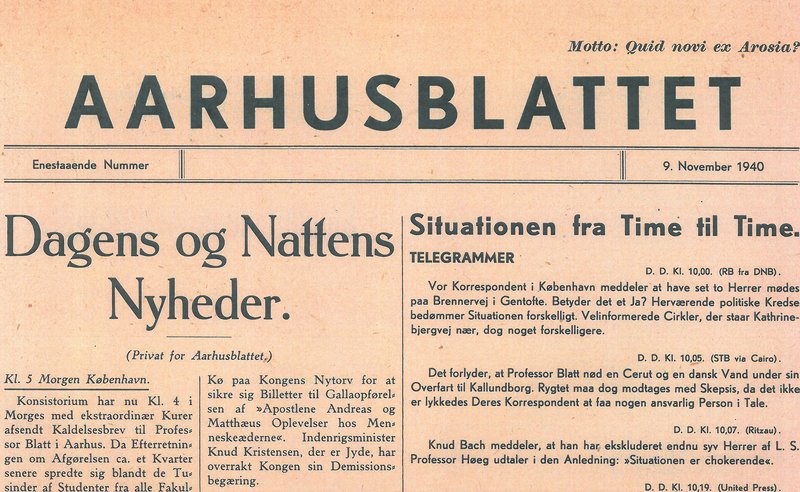 Motto: Quid novi ex Arosia?
AARHUSBLATTET
Enestaaende Nummer
9. November 1940
Dagens og Nattens
Nyheder.
(Privat for Aarhusblattet.)
Kl. 5 Morgen København.
Konsistorium har nu Kl. 4 i
Morges med ekstraordinær Kurer
afsendt Kaldelsesbrev til Profes-
sor Blatt i Aarhus. Da Efterretnin-
gen om Afgørelsen ca. et Kvarter
senere spredte sig blandt de Tu-
sinder af Studenter fra alle Fakul-
Kø paa Kongens Nytorv for at
sikre sig Billetter til Gallaopførel-
sen af »Apostlene Andreas og
Matthæus Oplevelser hos Men-
neskeæderne«. Indenrigsminister
Knud Kristensen, der er Jyde, har
overrakt Kongen sin Demissions-
begæring.
Situationen fra Time til Time.
TELEGRAMMER
D. D. Kl. 10,00. (RB fra DNB).
Vor Korrespondent i København meddeler at have set to Herrer mødes
paa Brennervej i Gentofte. Betyder det et Ja? Herværende politiske Kredse
bedømmer Situationen forskelligt. Velinformerede Cirkler, der staar Kathrine-
bjergvej nær, dog noget forskelligere.
D. D. Kl. 10,05. (STB via Cairo).
Det forlyder, at Professor Blatt nød en Cerut og en dansk Vand under sin
Overfart til Kallundborg. Rygtet maa dog modtages med Skepsis, da det ikke
er lykkedes Deres Korrespondent at faa nogen ansvarlig Person i Tale.
D. D. Kl. 10,07. (Ritzau).
Knud Bach meddeler, at han har ekskluderet endnu syv Herrer af L. S.
Professor Høeg udtaler i den Anledning: »Situationen er chokerende«.
D. D. Kl. 10,19. (United Press).